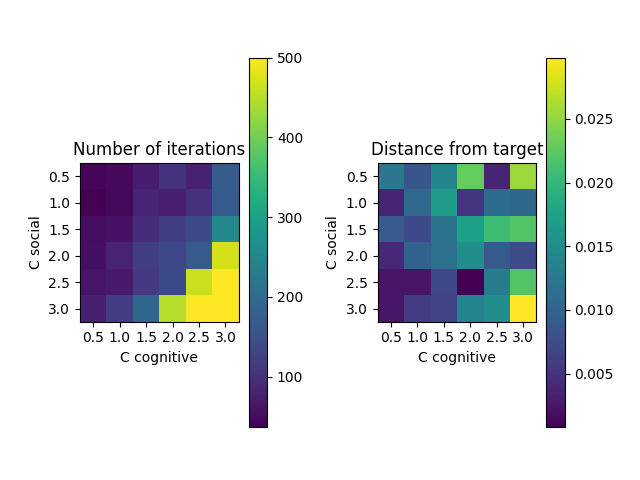 Number of iterations
Distance from target
0.5
1.0
1.5
2.0
2.5
3.0
C social
0.5 1.0 1.5 2.0 2.5 3.0
C cognitive
500
400
300
200
100
0.5
1.0
1.5
2.0
2.5
3.0
C social
0.5 1.0 1.5 2.0 2.5 3.0
C cognitive
0.025
0.020
0.015
0.010
0.005